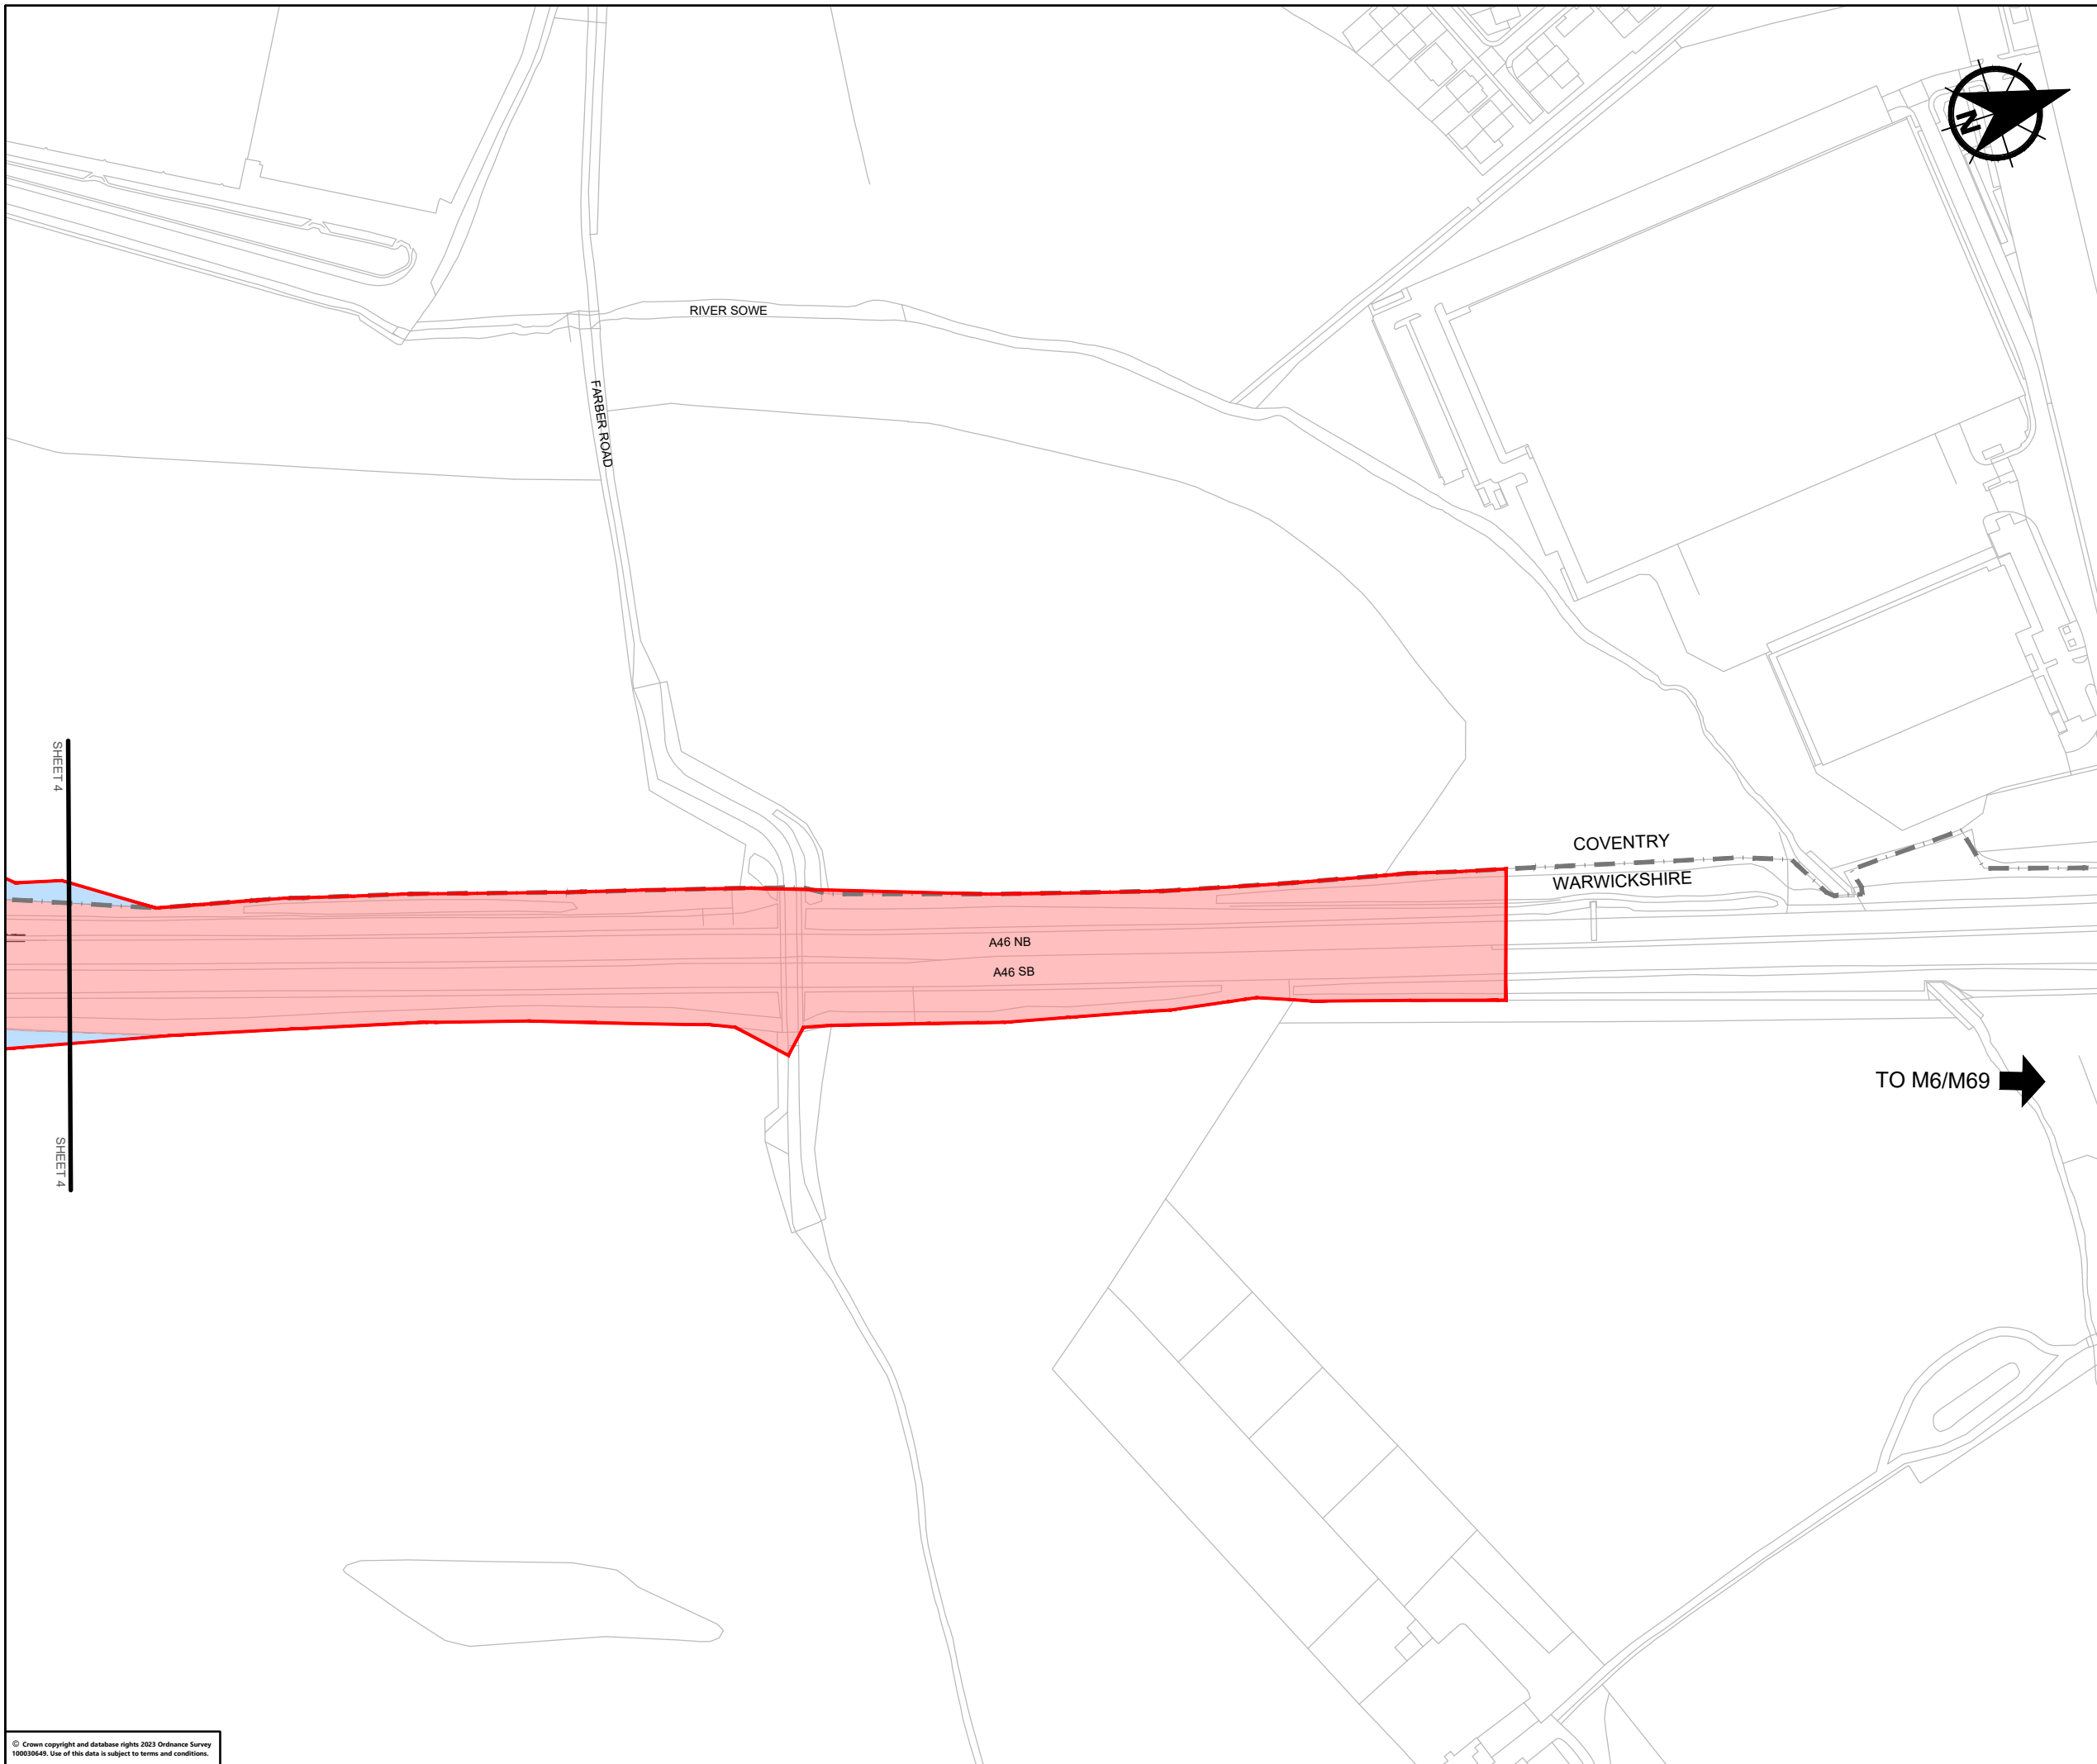 N
RIVER SOWE
FARBER ROAD
SHEET 4
COVENTRY
WARWICKSHIRE
A46 NB
A46 SB
TO M6/M69
SHEET 4
© Crown copyright and database rights 2023 Ordnance Survey
100030649. Use of this data is subject to terms and conditions.